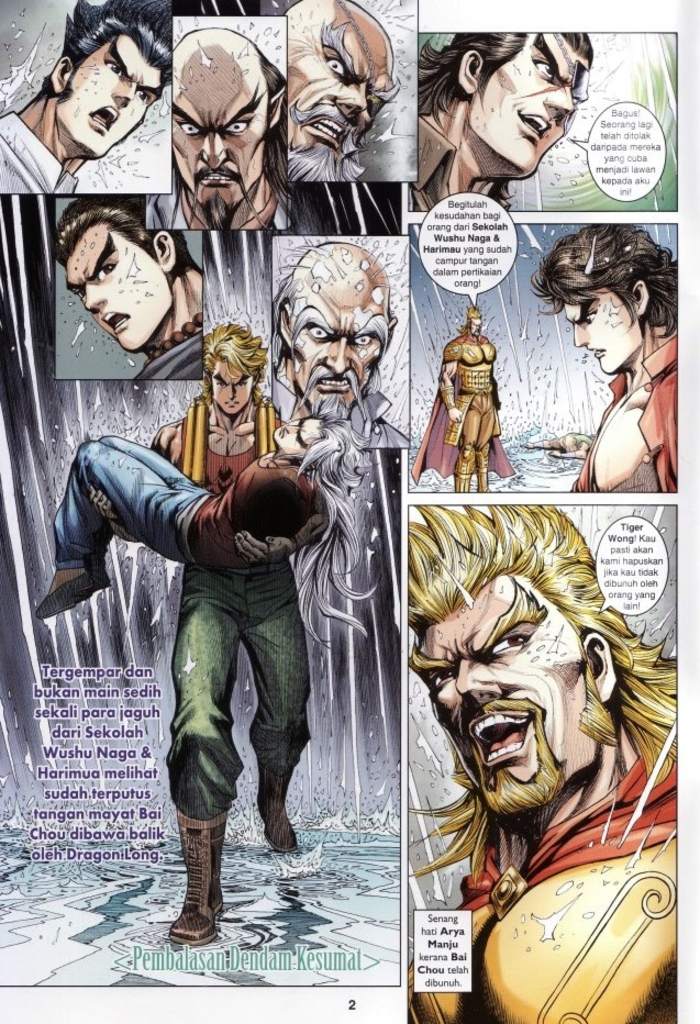 Tergempar dan
bukan main sedih
sekali para jaguh
dari Sekolah
Wushu Naga &
Harimua melihat
sudah terputus
tangan mayat Bai
Chou dibawa balik
oleh Dragon Long.
<Pembalasan Dendam Kesumat>
Bagus!
Seorang lagi
telah ditolak
daripada mereka
yang cuba
menjadi lawan
kepada aku
ini!
Begitulah
kesudahan bagi
orang dari Sekolah
Wushu Naga &
Harimau yang sudah
campur tangan
dalam pertikaian
orang!
Tiger
Wong! Kau
pasti akan
kami hapuskan
jika kau tidak
dibunuh oleh
orang yang
lain!
Senang
hati Arya
Manju
kerana Bai
Chou telah
dibunuh.
2